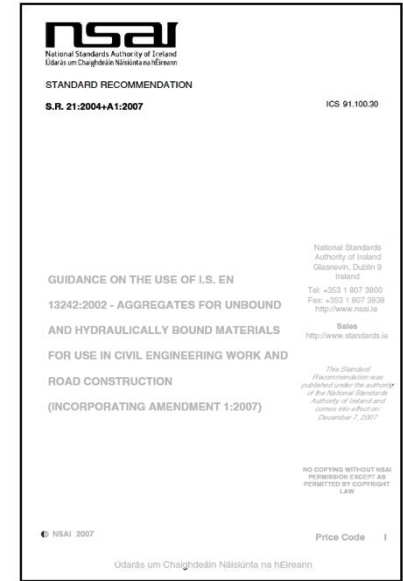 nsai
National Standards Authority of Ireland
Údarás um Chaighdeáin Náisiúnta na hÉireann
STANDARD RECOMMENDATION
S.R. 21:2004+A1:2007
ICS 91.100.30
National Standards
Authority of Ireland
Glasnevin, Dublin 9
Ireland
Tel: +353 1 807 3800
Fax: +353 1 807 3838
http://www.nsai.ie
Sales
http://www.standards.ie
GUIDANCE ON THE USE OF I.S. EN
13242:2002 - AGGREGATES FOR UNBOUND
AND HYDRAULICALLY BOUND MATERIALS
FOR USE IN CIVIL ENGINEERING WORK AND
ROAD CONSTRUCTION
(INCORPORATING AMENDMENT 1:2007)
This Standard
Recommendation was
published under the authority
of the National Standards
Authority of Ireland and
comes into effect on:
December 7, 2007
NO COPYING WITHOUT NSAI
PERMISSION EXCEPT AS
PERMITTED BY COPYRIGHT
LAW
© NSAI 2007
Price Code I
Údarás um Chaighdeáin Náisiúnta na hÉireann